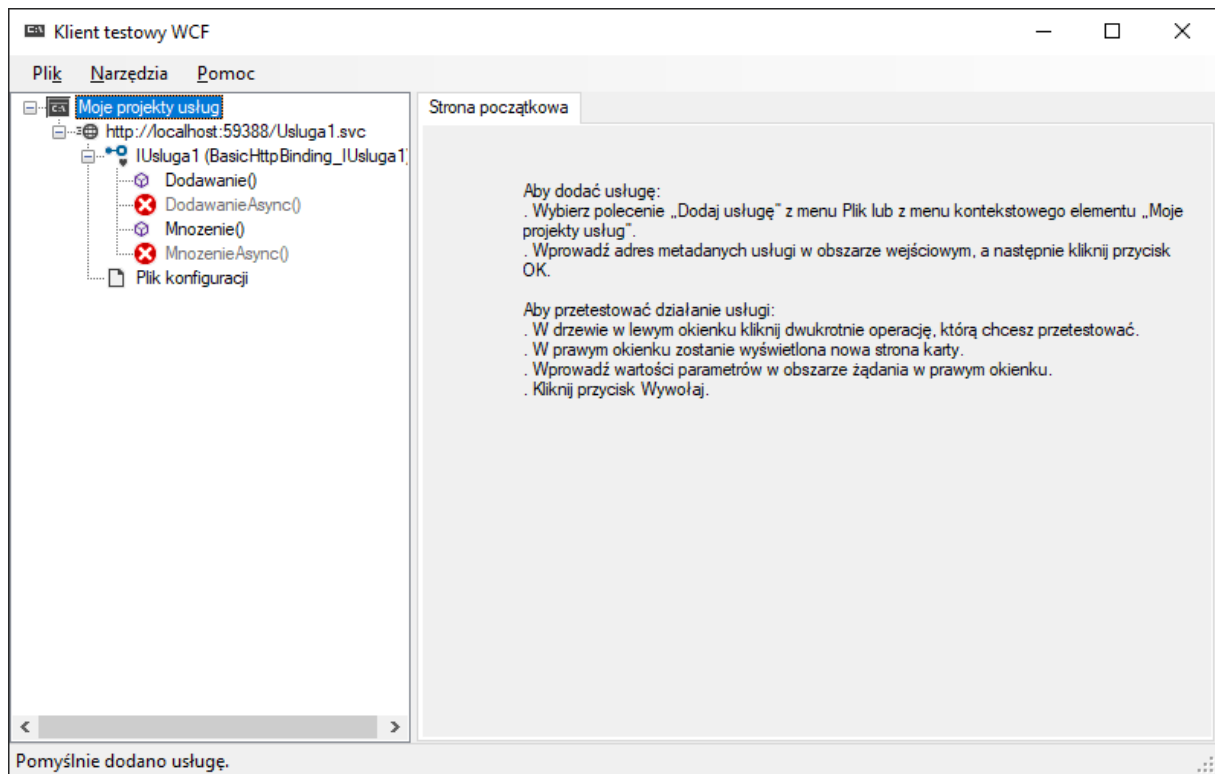 Klient testowy WCF
Plik Narzędzia Pomoc
Moje projekty usług
http://localhost:59388/Usluga1.svc
IUsluga1 (BasicHttpBinding_IUsluga1)
Dodawanie()
DodawanieAsync()
Mnozenie()
MnozenieAsync()
Plik konfiguracji
Strona początkowa
Aby dodać usługę:
. Wybierz polecenie „Dodaj usługę” z menu Plik lub z menu kontekstowego elementu „Moje
projekty usług”.
. Wprowadź adres metadanych usługi w obszarze wejściowym, a następnie kliknij przycisk
OK.
Aby przetestować działanie usługi:
. W drzewie w lewym okienku kliknij dwukrotnie operację, którą chcesz przetestować.
. W prawym okienku zostanie wyświetlona nowa strona karty.
. Wprowadź wartości parametrów w obszarze żądania w prawym okienku.
. Kliknij przycisk Wywołaj.
Pomyślnie dodano usługę.